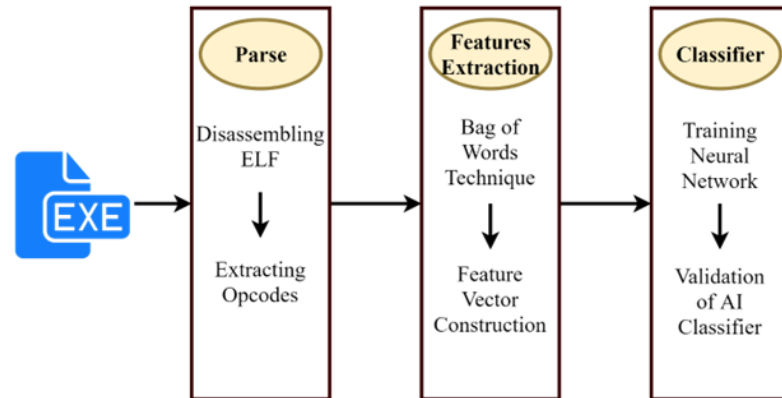 EXE
Parse
Disassembling
ELF
Extracting
Opcodes
Features
Extraction
Bag of
Words
Technique
Feature
Vector
Construction
Classifier
Training
Neural
Network
Validation
of AI
Classifier